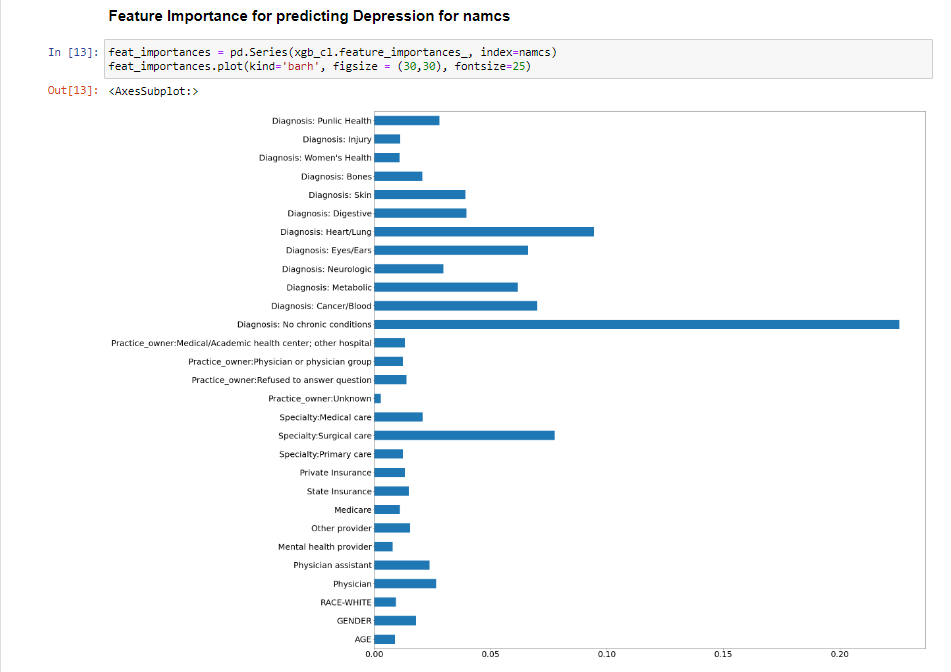 Feature Importance for predicting Depression for namcs
In [13]: feat_importances = pd.Series(xgb_cl.feature_importances_, index=namcs)
feat_importances.plot(kind='barh', figsize = (30,30), fontsize=25)
Out[13]: <AxesSubplot:>
Diagnosis: Punlic Health
Diagnosis: Injury
Diagnosis: Women's Health
Diagnosis: Bones
Diagnosis: Skin
Diagnosis: Digestive
Diagnosis: Heart/Lung
Diagnosis: Eyes/Ears
Diagnosis: Neurologic
Diagnosis: Metabolic
Diagnosis: Cancer/Blood
Diagnosis: No chronic conditions
Practice_owner:Medical/Academic health center; other hospital
Practice_owner:Physician or physician group
Practice_owner:Refused to answer question
Practice_owner:Unknown
Specialty:Medical care
Specialty:Surgical care
Specialty:Primary care
Private Insurance
State Insurance
Medicare
Other provider
Mental health provider
Physician assistant
Physician
RACE-WHITE
GENDER
AGE
0.00 0.05 0.10 0.15 0.20